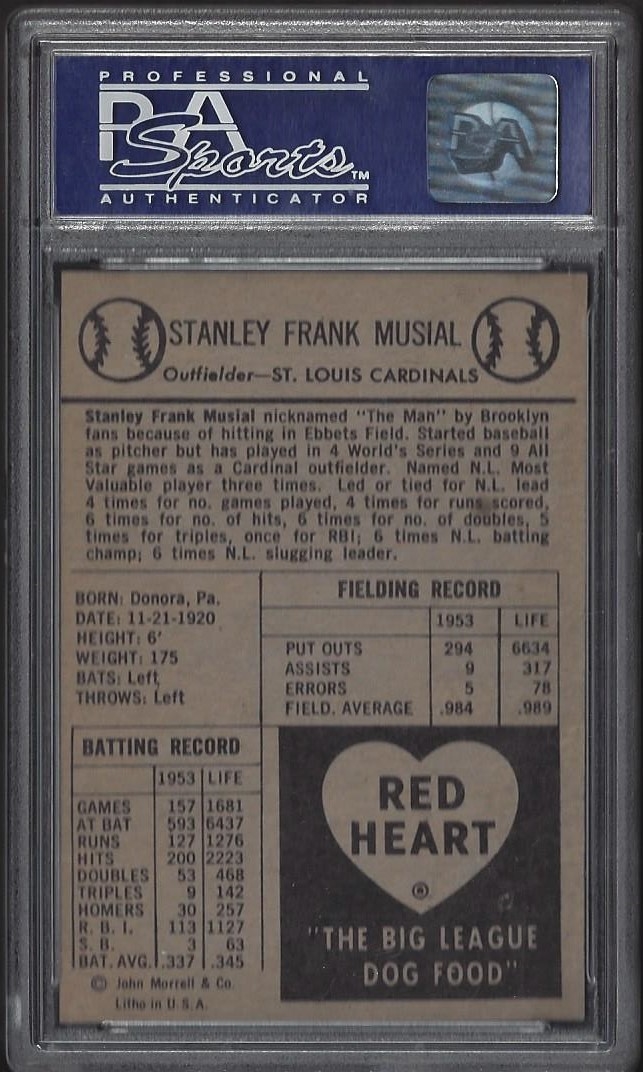 PROFESSIONAL
PSA
Sports™
AUTHENTICATOR
PSA
STANLEY FRANK MUSIAL
Outfielder—ST. LOUIS CARDINALS
Stanley Frank Musial nicknamed "The Man" by Brooklyn
fans because of hitting in Ebbets Field. Started baseball
as pitcher but has played in 4 World's Series and 9 All
Star games as a Cardinal outfielder. Named N.L. Most
Valuable player three times. Led or tied for N.L. lead
4 times for no. games played, 4 times for runs scored,
6 times for no. of hits, 6 times for no. of doubles, 5
times for triples, once for RBI; 6 times N.L. batting
champ; 6 times N.L. slugging leader.
BORN: Donora, Pa.
DATE: 11-21-1920
HEIGHT: 6'
WEIGHT: 175
BATS: Left
THROWS: Left
FIELDING RECORD
1953 LIFE
PUT OUTS 294 6634
ASSISTS 9 317
ERRORS 5 78
FIELD. AVERAGE .984 .989
BATTING RECORD
1953 LIFE
GAMES 157 1681
AT BAT 593 6437
RUNS 127 1276
HITS 200 2223
DOUBLES 53 468
TRIPLES 9 142
HOMERS 30 257
R. B. I. 113 1127
S. B. 3 63
BAT. AVG. .337 .345
© John Morrell & Co.
Litho in U.S.A.
RED
HEART
®
"THE BIG LEAGUE
DOG FOOD"